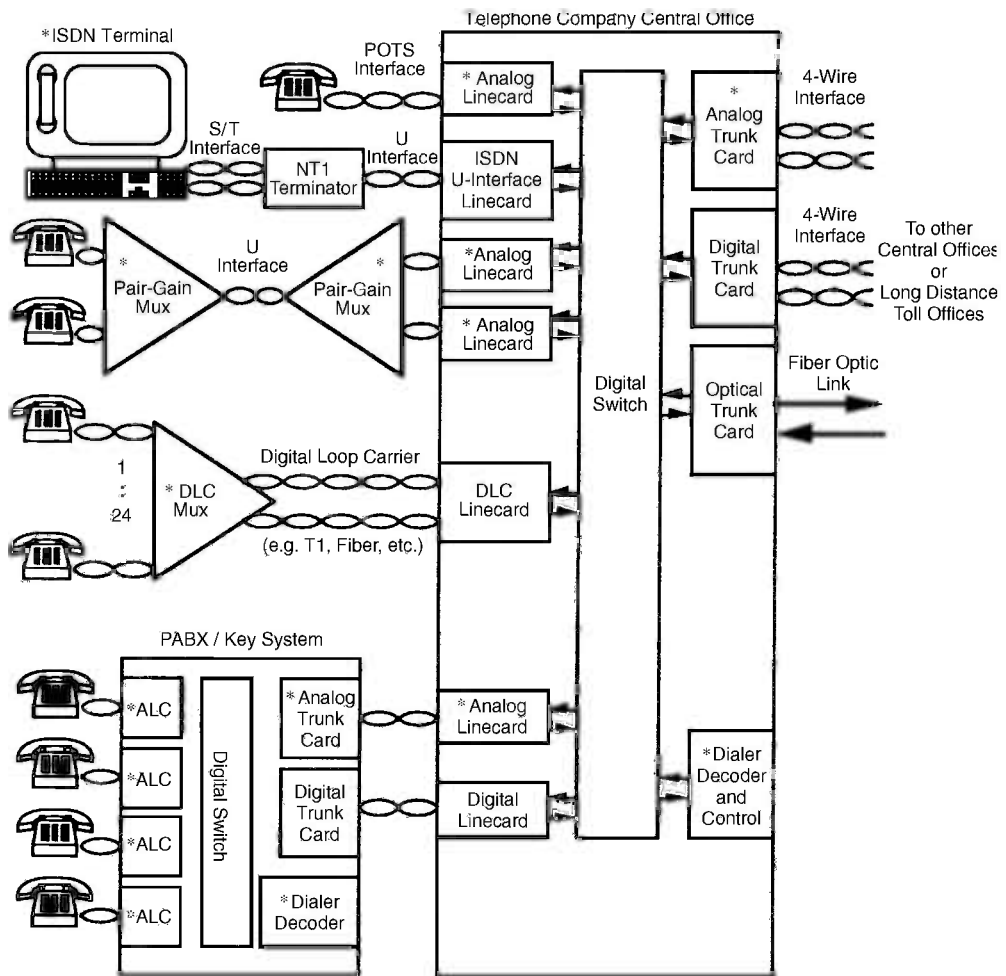 Telephone Company Central Office
*ISDN Terminal
POTS
Interface
* Analog
Linecard
*
Analog
Trunk
Card
4-Wire
Interface
S/T
Interface
NT1
Terminator
U
Interface
ISDN
U-Interface
Linecard
*
Pair-Gain
Mux
U
Interface
*
Pair-Gain
Mux
*Analog
Linecard
* Analog
Linecard
Digital
Trunk
Card
4-Wire
Interface
To other
Central Offices
or
Long Distance
Toll Offices
Digital
Switch
Optical
Trunk
Card
Fiber Optic
Link
1
:
24
* DLC
Mux
Digital Loop Carrier
(e.g. T1, Fiber, etc.)
DLC
Linecard
PABX / Key System
*ALC
*ALC
*ALC
*ALC
Digital Switch
* Analog
Trunk
Card
Digital
Trunk
Card
*Dialer
Decoder
* Analog
Linecard
Digital
Linecard
*Dialer
Decoder
and
Control